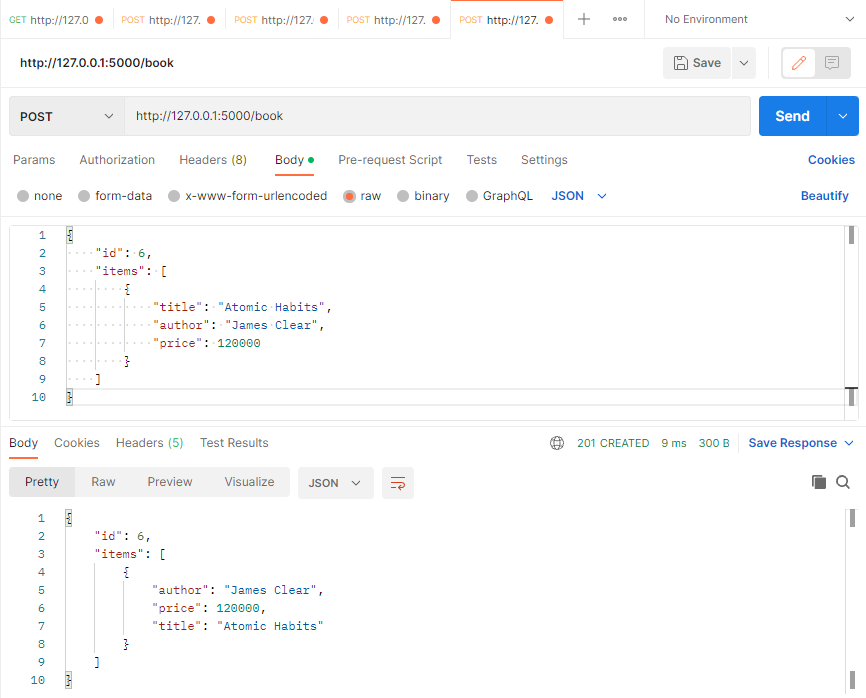 GET http://127.0 POST http://127. POST http://127. POST http://127. POST http://127. No Environment
http://127.0.0.1:5000/book Save
POST http://127.0.0.1:5000/book Send
Params Authorization Headers (8) Body Pre-request Script Tests Settings Cookies
none form-data x-www-form-urlencoded raw binary GraphQL JSON Beautify
1 {
2 "id": 6,
3 "items": [
4 {
5 "title": "Atomic Habits",
6 "author": "James Clear",
7 "price": 120000
8 }
9 ]
10 }
Body Cookies Headers (5) Test Results 201 CREATED 9 ms 300 B Save Response
Pretty Raw Preview Visualize JSON
1 {
2 "id": 6,
3 "items": [
4 {
5 "author": "James Clear",
6 "price": 120000,
7 "title": "Atomic Habits"
8 }
9 ]
10 }